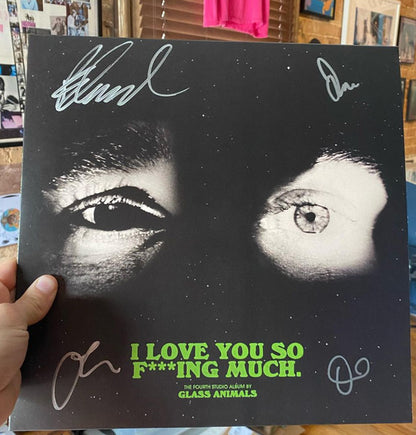 I LOVE YOU SO
F***ING MUCH.
THE FOURTH STUDIO ALBUM BY
GLASS ANIMALS